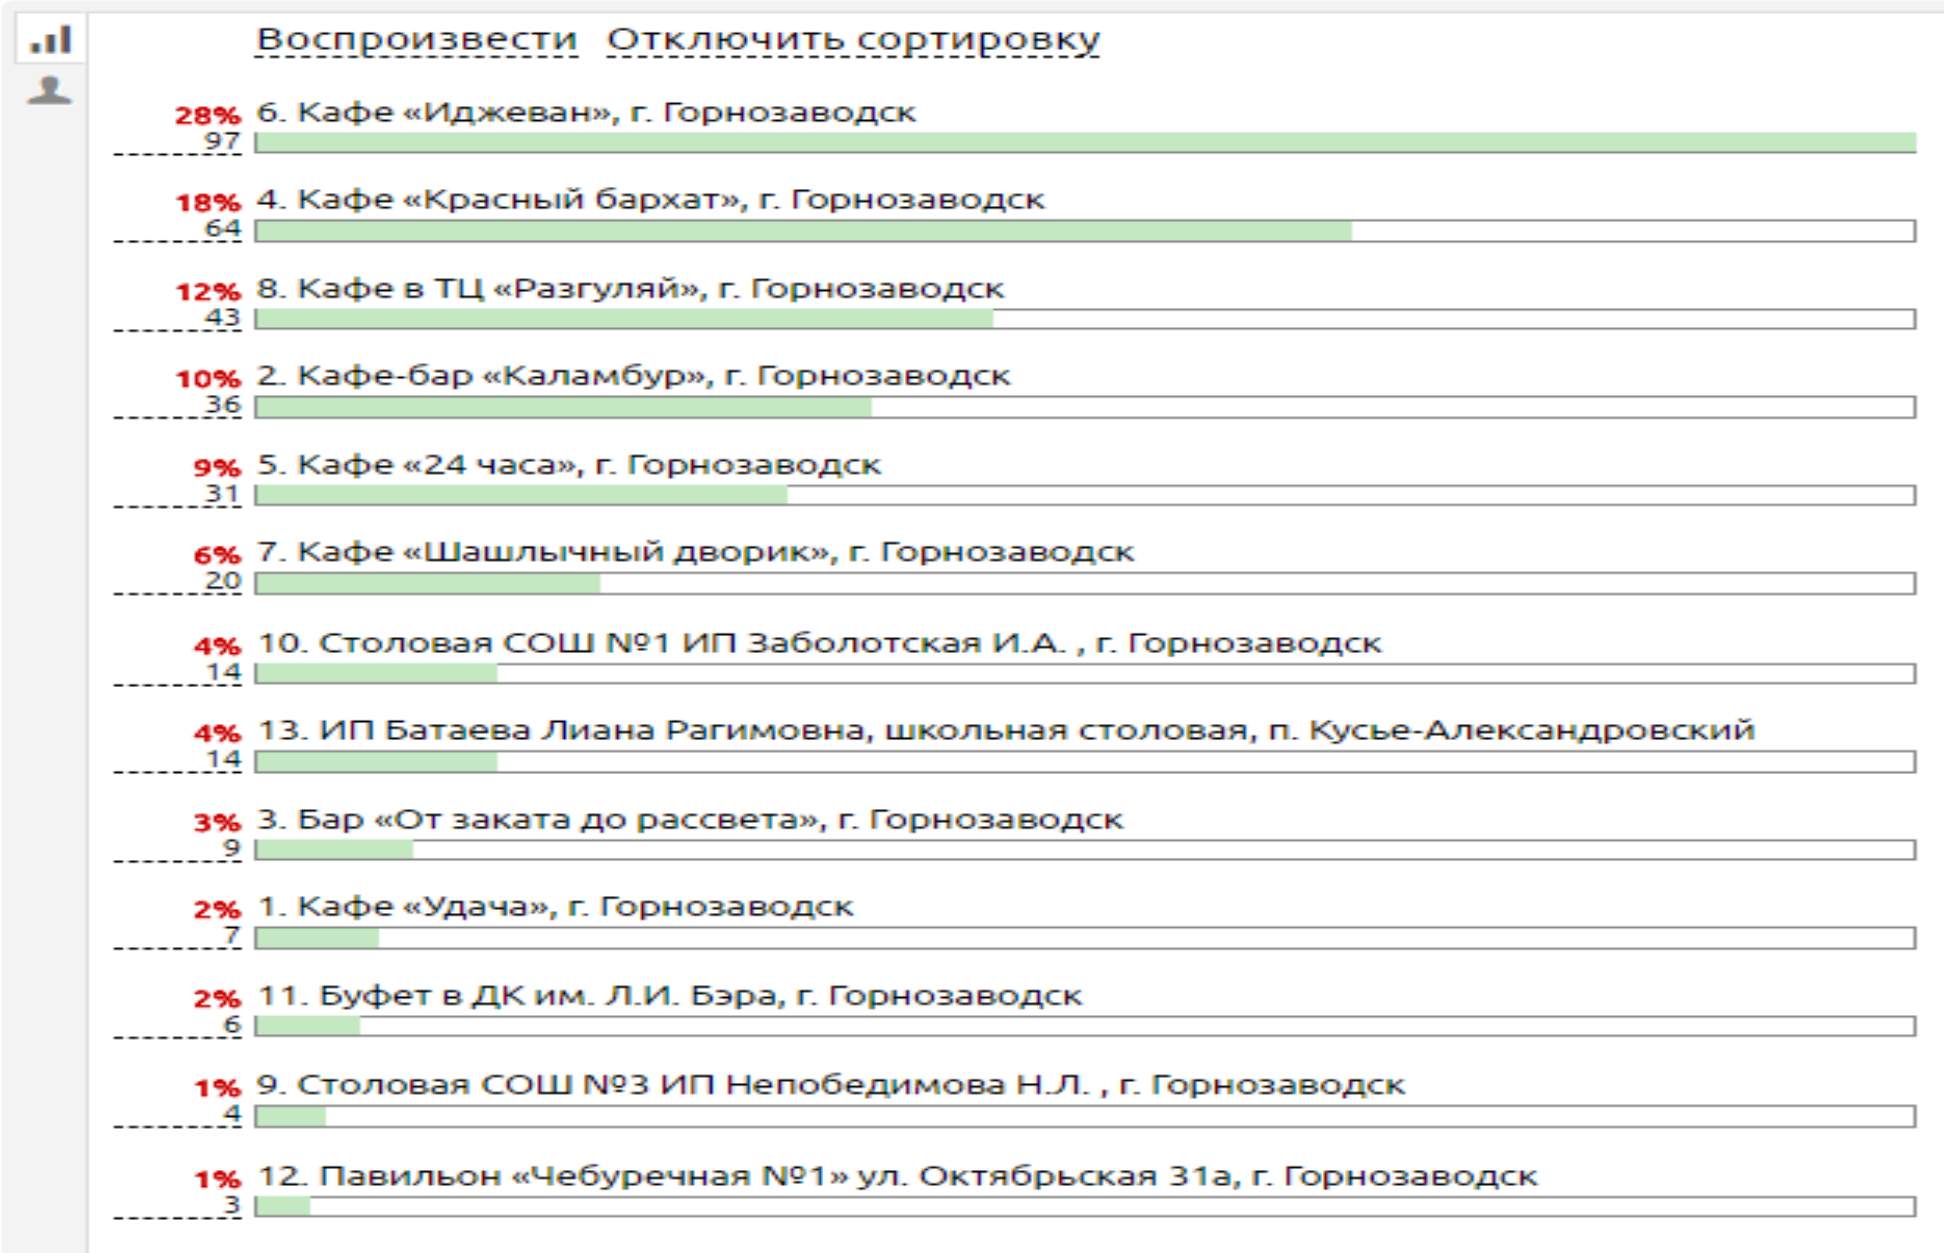 Воспроизвести Отключить сортировку
28% 6. Кафе «Иджеван», г. Горнозаводск
97
18% 4. Кафе «Красный бархат», г. Горнозаводск
64
12% 8. Кафе в ТЦ «Разгуляй», г. Горнозаводск
43
10% 2. Кафе-бар «Каламбур», г. Горнозаводск
36
9% 5. Кафе «24 часа», г. Горнозаводск
31
6% 7. Кафе «Шашлычный дворик», г. Горнозаводск
20
4% 10. Столовая СОШ №1 ИП Заболотская И.А. , г. Горнозаводск
14
4% 13. ИП Батаева Лиана Рагимовна, школьная столовая, п. Кусье-Александровский
14
3% 3. Бар «От заката до рассвета», г. Горнозаводск
9
2% 1. Кафе «Удача», г. Горнозаводск
7
2% 11. Буфет в ДК им. Л.И. Бэра, г. Горнозаводск
6
1% 9. Столовая СОШ №3 ИП Непобедимова Н.Л. , г. Горнозаводск
4
1% 12. Павильон «Чебуречная №1» ул. Октябрьская 31а, г. Горнозаводск
3